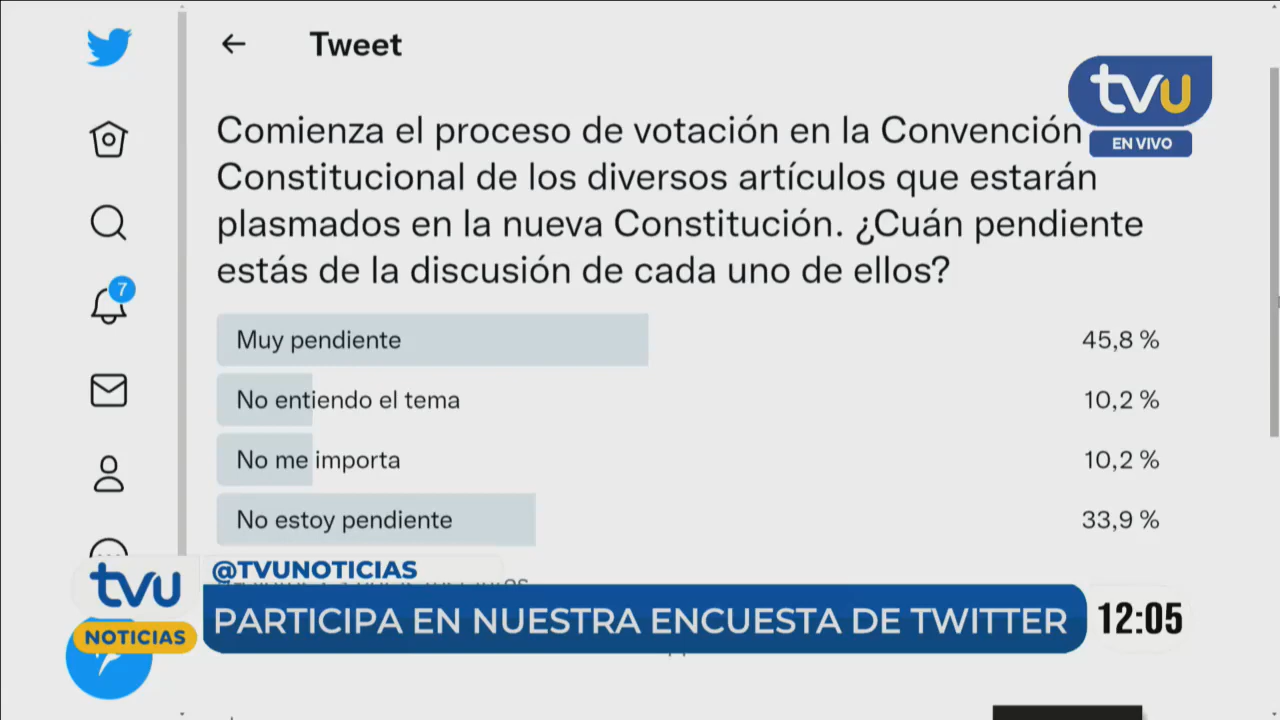 Tweet
tvu
EN VIVO
Comienza el proceso de votación en la Convención
Constitucional de los diversos artículos que estarán
plasmados en la nueva Constitución. ¿Cuán pendiente
estás de la discusión de cada uno de ellos?
7
Muy pendiente 45,8 %
No entiendo el tema 10,2 %
No me importa 10,2 %
No estoy pendiente 33,9 %
@TVUNOTICIAS
tvu
NOTICIAS
PARTICIPA EN NUESTRA ENCUESTA DE TWITTER
12:05